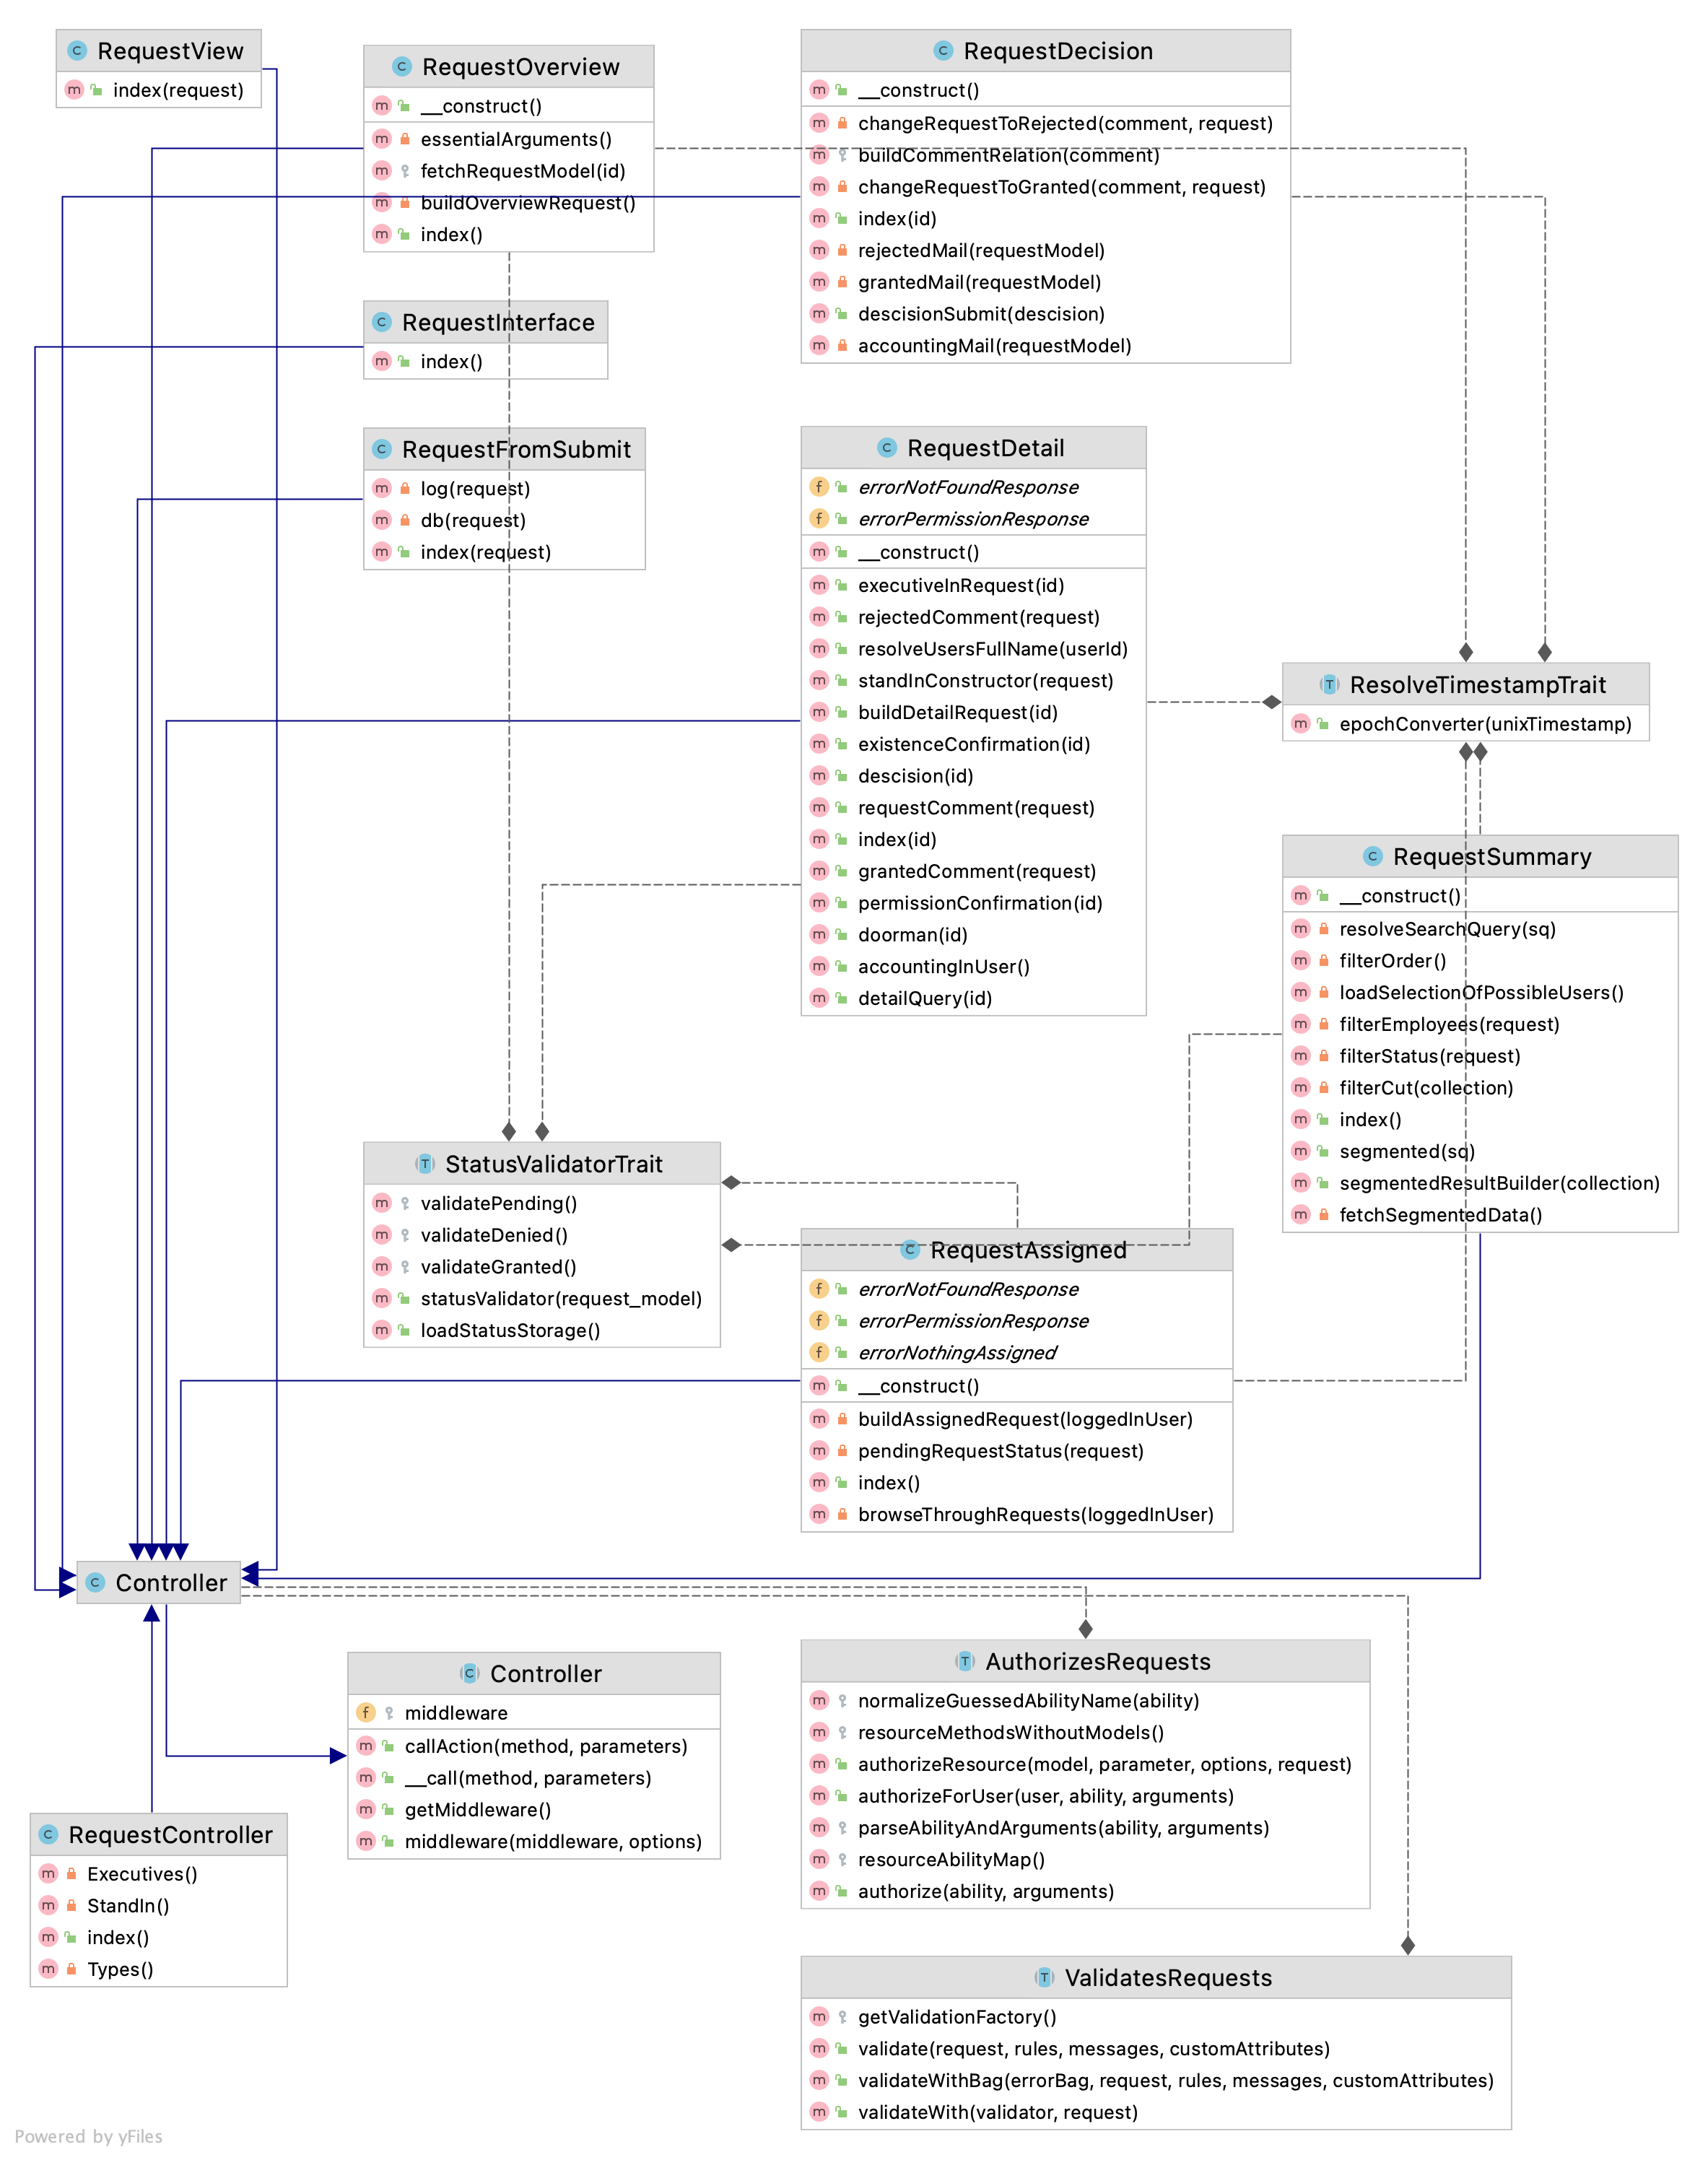 RequestView
index(request)
RequestOverview
__construct()
essentialArguments()
fetchRequestModel(id)
buildOverviewRequest()
index()
RequestDecision
__construct()
changeRequestToRejected(comment, request)
buildCommentRelation(comment)
changeRequestToGranted(comment, request)
index(id)
rejectedMail(requestModel)
grantedMail(requestModel)
descisionSubmit(descision)
accountingMail(requestModel)
RequestInterface
index()
RequestFromSubmit
log(request)
db(request)
index(request)
RequestDetail
errorNotFoundResponse
errorPermissionResponse
__construct()
executiveInRequest(id)
rejectedComment(request)
resolveUsersFullName(userId)
standInConstructor(request)
buildDetailRequest(id)
existenceConfirmation(id)
descision(id)
requestComment(request)
index(id)
grantedComment(request)
permissionConfirmation(id)
doorman(id)
accountingInUser()
detailQuery(id)
ResolveTimestampTrait
epochConverter(unixTimestamp)
RequestSummary
__construct()
resolveSearchQuery(sq)
filterOrder()
loadSelectionOfPossibleUsers()
filterEmployees(request)
filterStatus(request)
filterCut(collection)
index()
segmented(sq)
segmentedResultBuilder(collection)
fetchSegmentedData()
StatusValidatorTrait
validatePending()
validateDenied()
validateGranted()
statusValidator(request_model)
loadStatusStorage()
RequestAssigned
errorNotFoundResponse
errorPermissionResponse
errorNothingAssigned
__construct()
buildAssignedRequest(loggedInUser)
pendingRequestStatus(request)
index()
browseThroughRequests(loggedInUser)
Controller
Controller
middleware
callAction(method, parameters)
__call(method, parameters)
getMiddleware()
middleware(middleware, options)
AuthorizesRequests
normalizeGuessedAbilityName(ability)
resourceMethodsWithoutModels()
authorizeResource(model, parameter, options, request)
authorizeForUser(user, ability, arguments)
parseAbilityAndArguments(ability, arguments)
resourceAbilityMap()
authorize(ability, arguments)
RequestController
Executives()
StandIn()
index()
Types()
ValidatesRequests
getValidationFactory()
validate(request, rules, messages, customAttributes)
validateWithBag(errorBag, request, rules, messages, customAttributes)
validateWith(validator, request)
Powered by yFiles